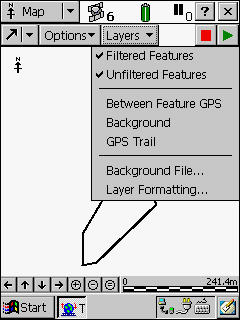 Map 6 0 ? X
Options Layers
Filtered Features
Unfiltered Features
Between Feature GPS
Background
GPS Trail
Background File...
Layer Formatting...
0 241.4m
Start T